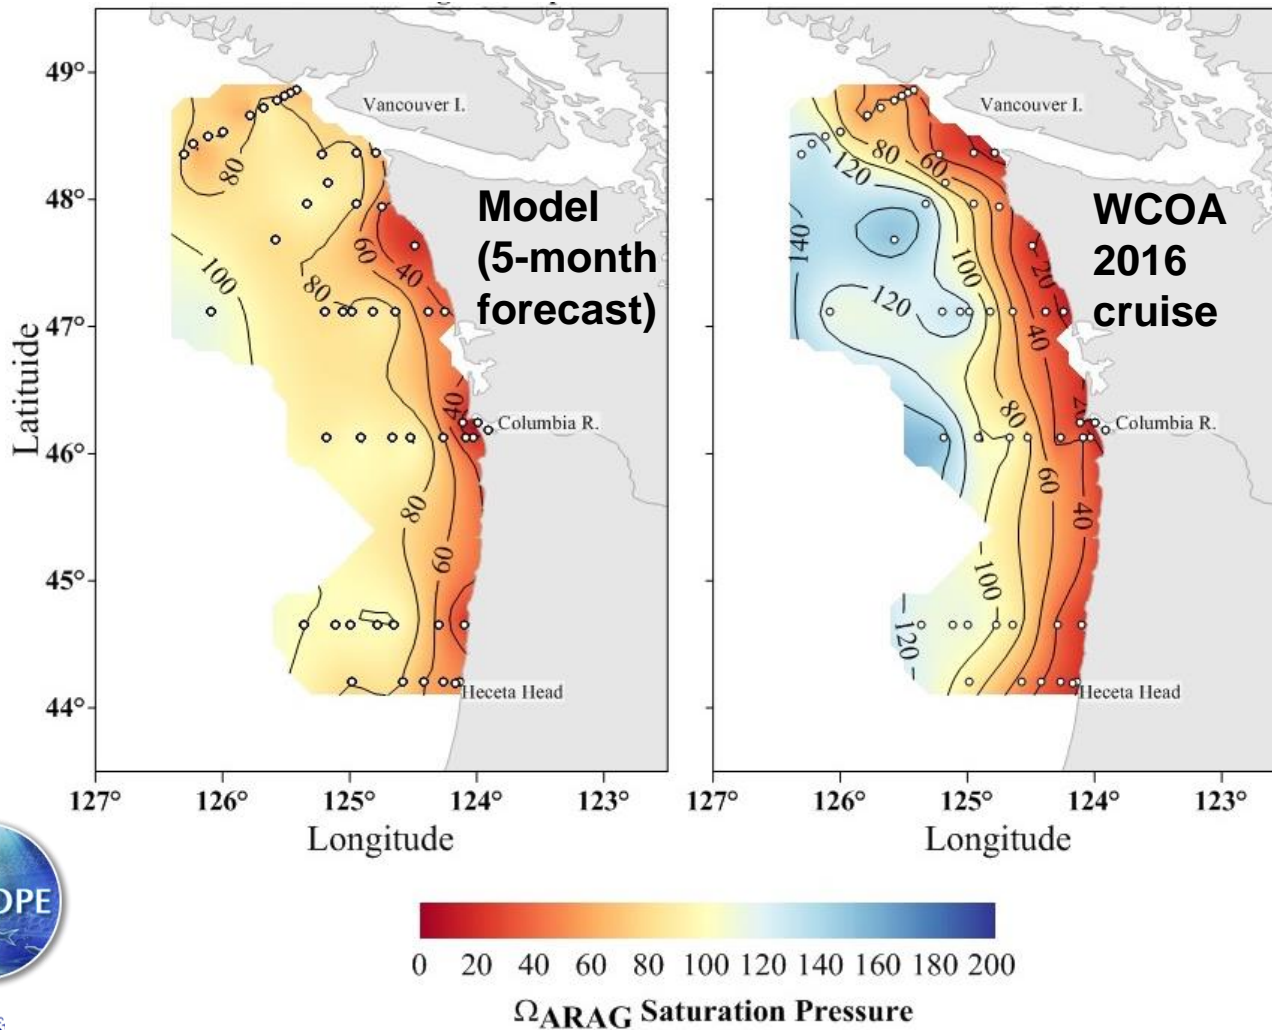 49°
48°
47°
46°
45°
44°
Latituide
Vancouver I.
Model
(5-month
forecast)
80
100
80
60
40
40
Columbia R.
80
60
Heceta Head
127°
126°
125°
124°
123°
Longitude
Vancouver I.
WCOA
2016
cruise
80
60
120
140
100
20
120
40
80
20
Columbia R.
60
40
100
120
Heceta Head
127°
126°
125°
124°
123°
Longitude
OPE
0 20 40 60 80 100 120 140 160 180 200
ΩARAG Saturation Pressure